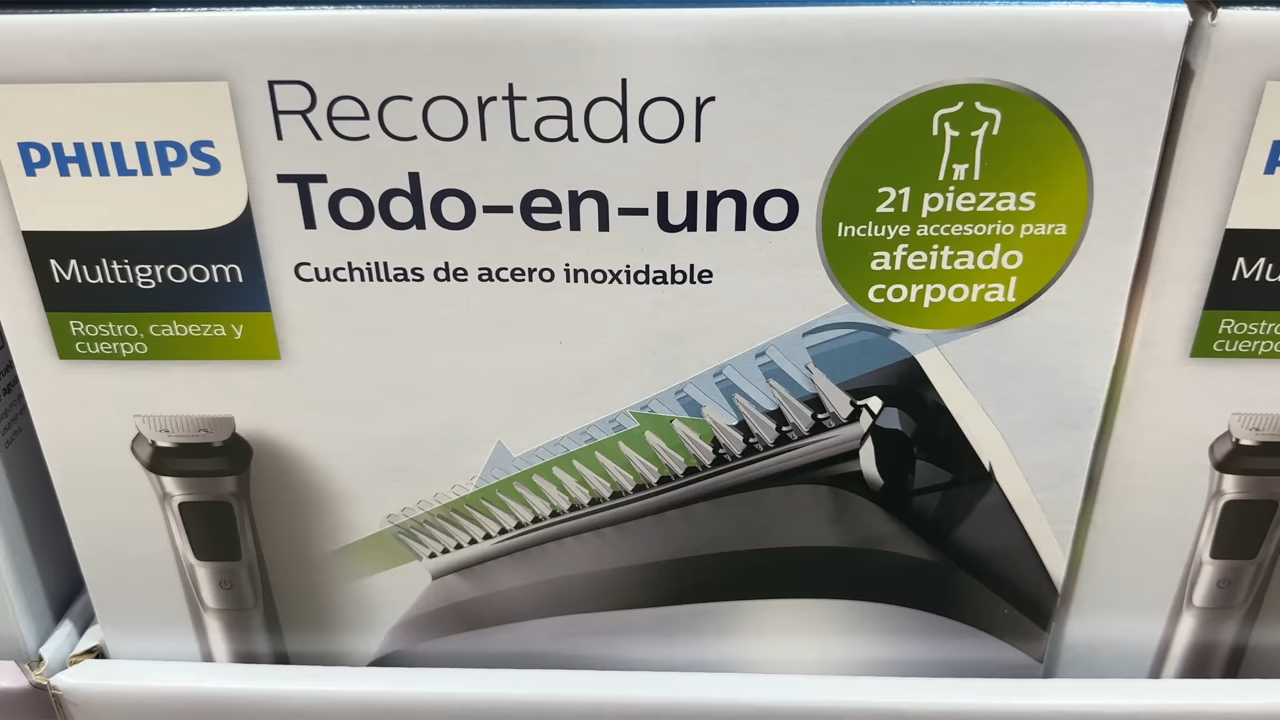 PHILIPS
Multigroom
Rostro, cabeza y
cuerpo
Recortador
Todo-en-uno
Cuchillas de acero inoxidable
21 piezas
Incluye accesorio para
afeitado
corporal